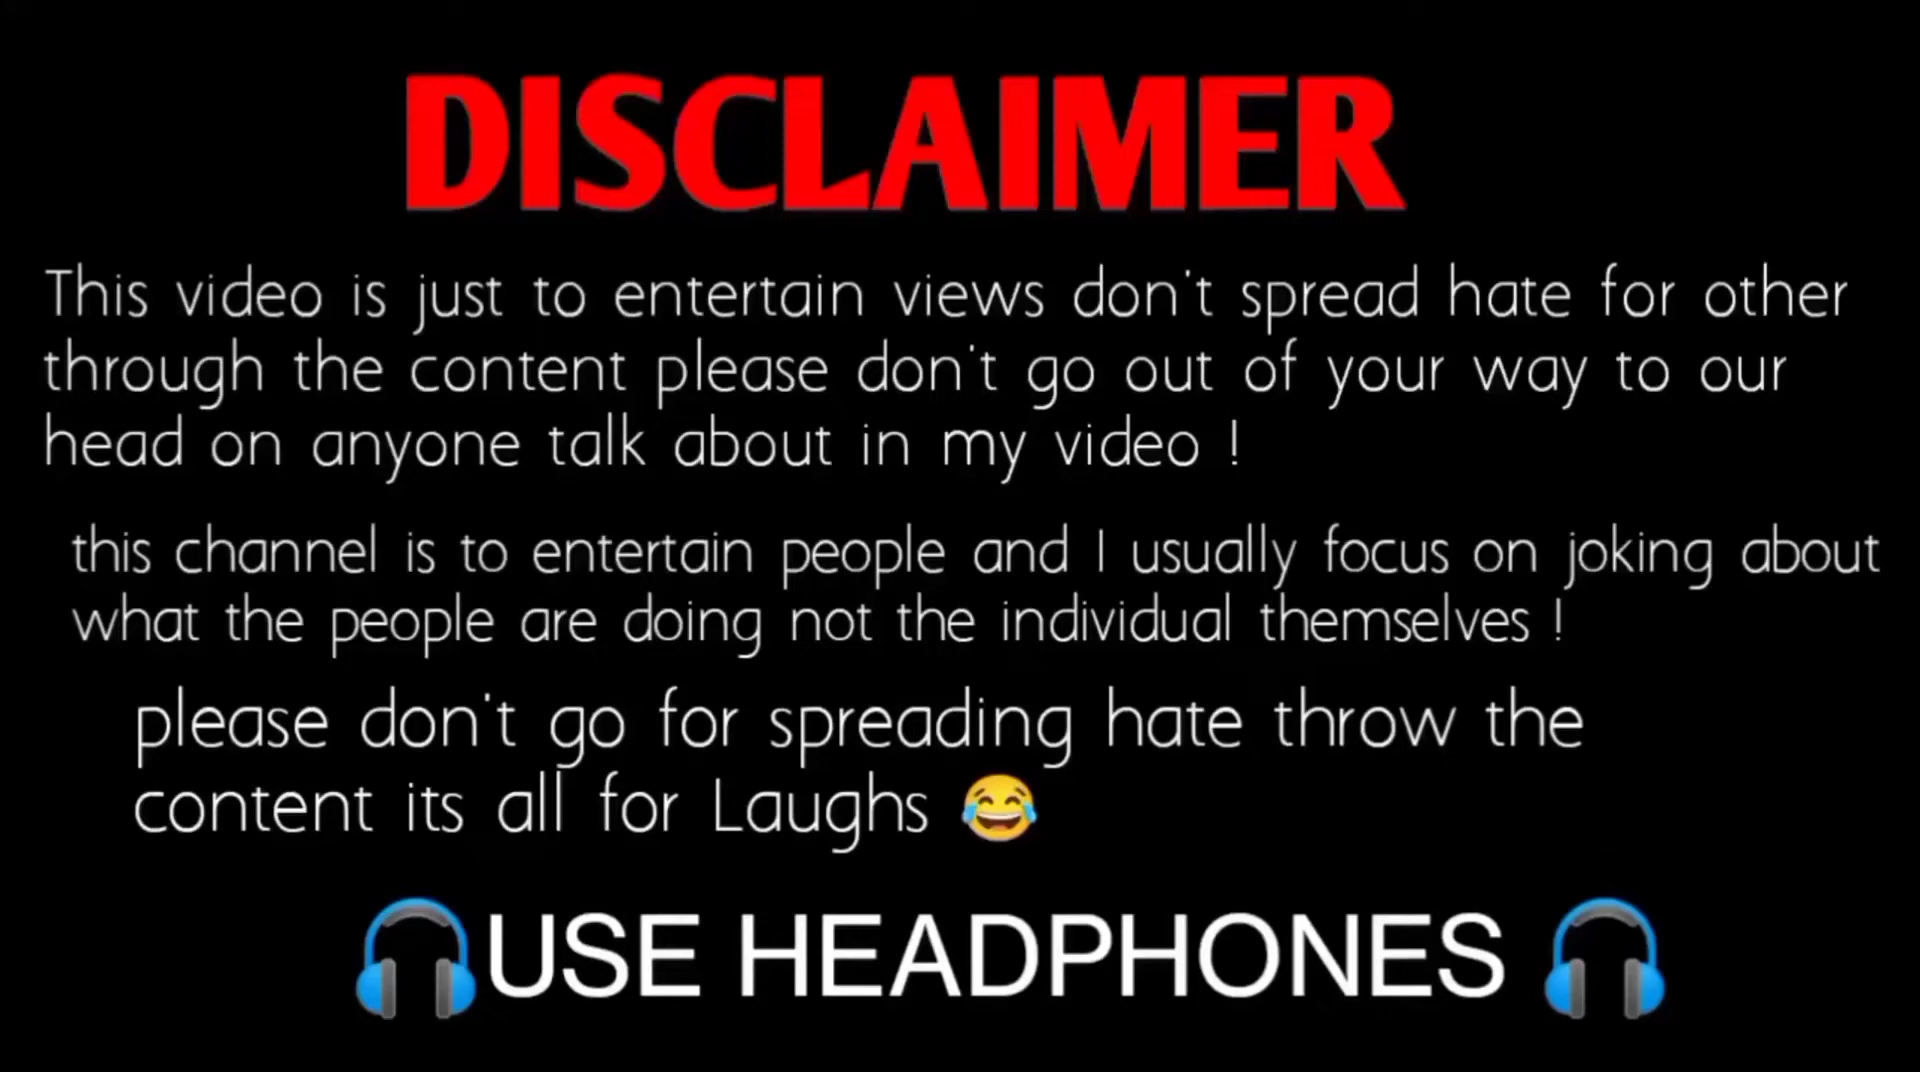 DISCLAIMER
This video is just to entertain views don't spread hate for other
through the content please don't go out of your way to our
head on anyone talk about in my video !
this channel is to entertain people and I usually focus on joking about
what the people are doing not the individual themselves !
please don't go for spreading hate throw the
content its all for Laughs 😂
🎧USE HEADPHONES 🎧